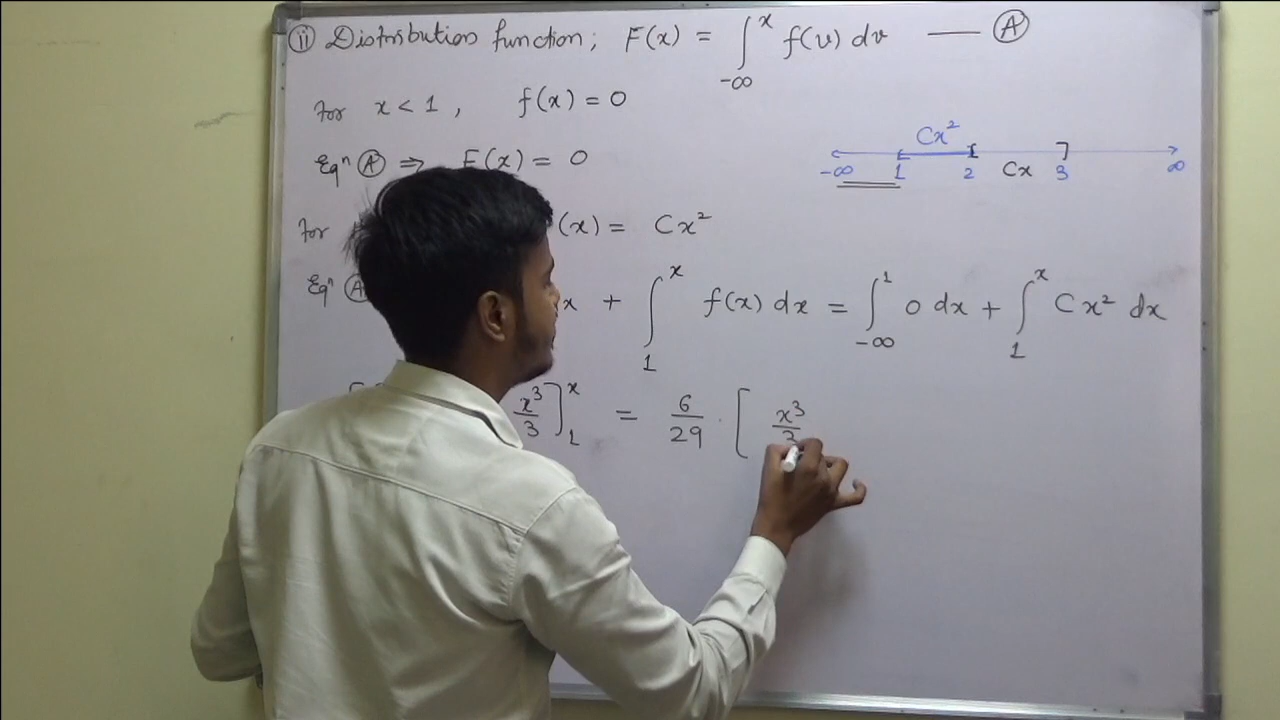 (ii) Distribution function; F(x) = ∫_{-∞}^{x} f(v) dv —— (A)
For x < 1, f(x) = 0
Cx²
Eqⁿ (A) ⇒ F(x) = 0
-∞ 1 2 Cx 3 ∞
For (x) = Cx²
Eqⁿ (A x + ∫_{1}^{x} f(x) dx = ∫_{-∞}^{1} 0 dx + ∫_{1}^{x} Cx² dx
x³/3 ]_{1}^{x} = 6/29 · [ x³/3